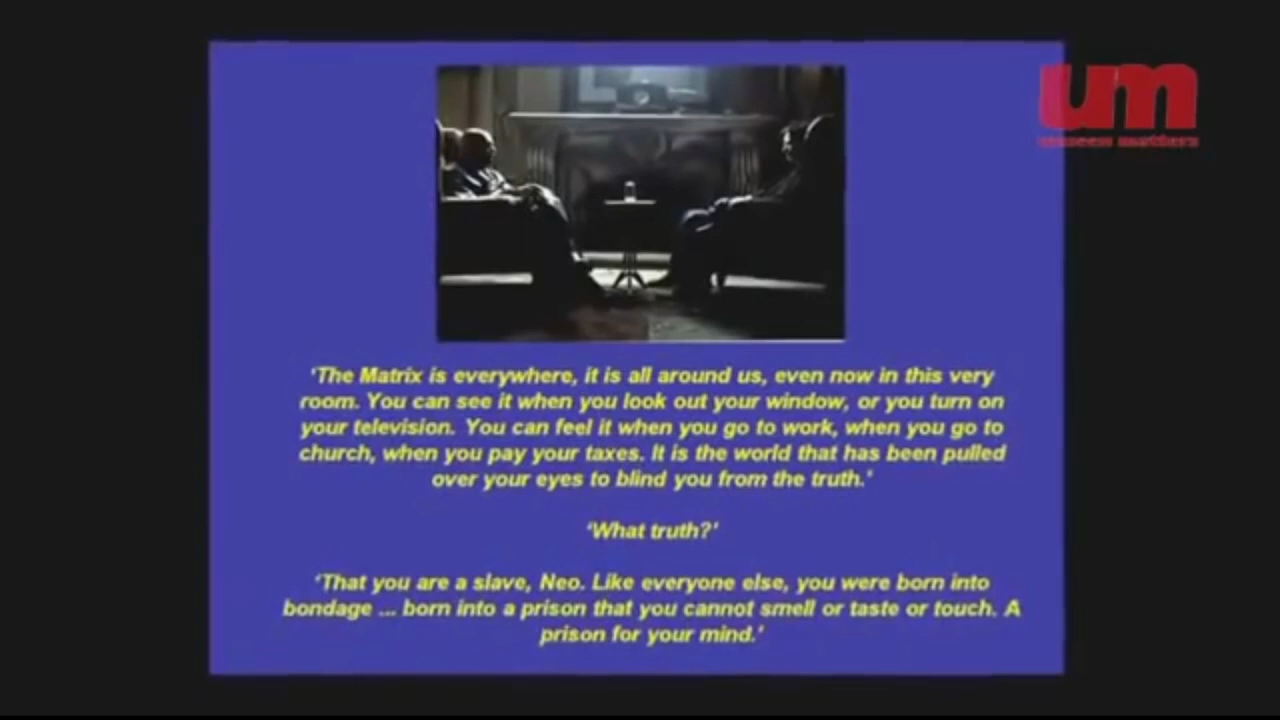 um
'The Matrix is everywhere, it is all around us, even now in this very
room. You can see it when you look out your window, or you turn on
your television. You can feel it when you go to work, when you go to
church, when you pay your taxes. It is the world that has been pulled
over your eyes to blind you from the truth.'
'What truth?'
'That you are a slave, Neo. Like everyone else, you were born into
bondage ... born into a prison that you cannot smell or taste or touch. A
prison for your mind.'